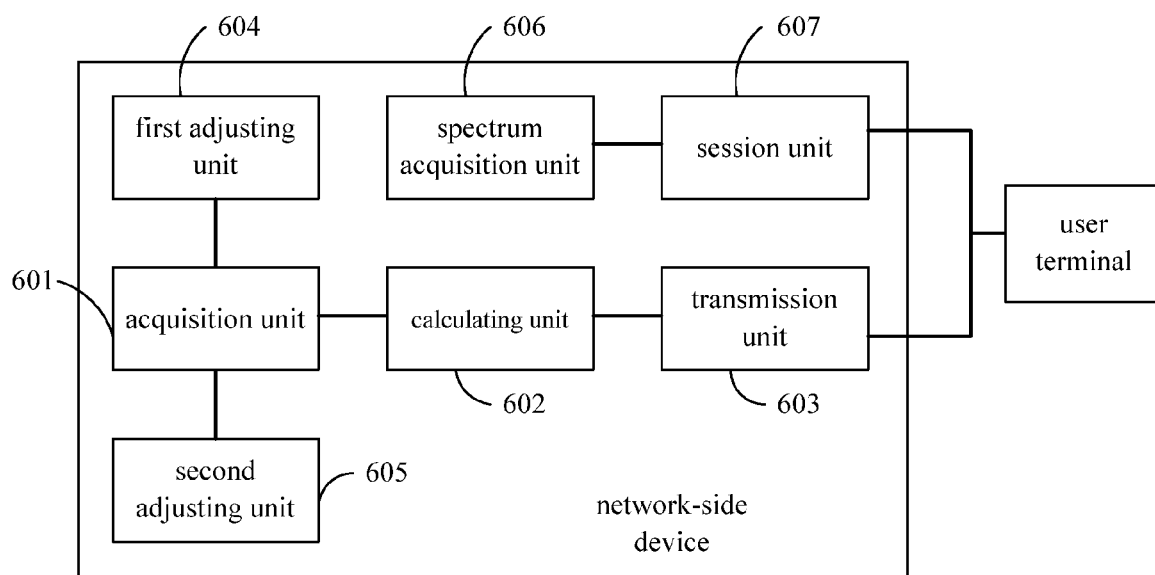 604
606
607
first adjusting
unit
spectrum
acquisition unit
session unit
user
terminal
601
acquisition unit
calculating unit
transmission
unit
602
603
second
adjusting unit
605
network-side
device